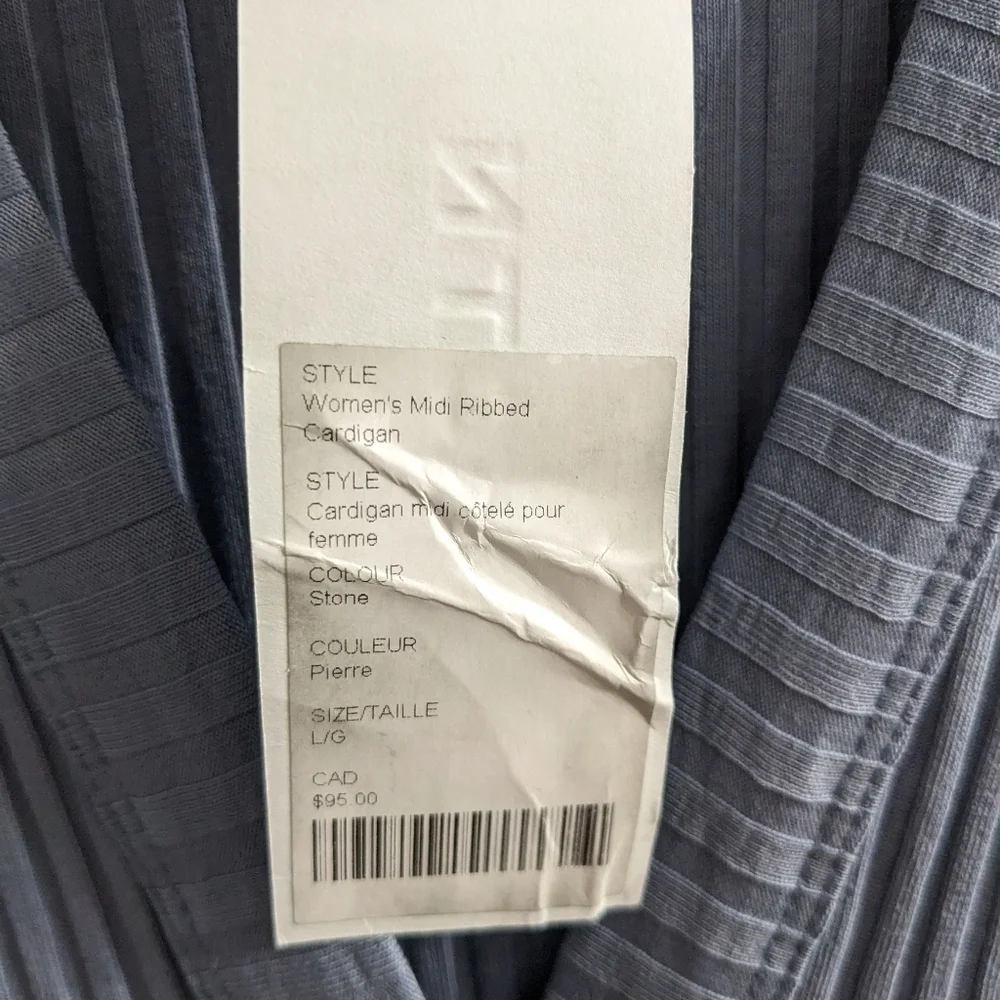 STYLE
Women's Midi Ribbed
Cardigan
STYLE
Cardigan midi côtelé pour
femme
COLOUR
Stone
COULEUR
Pierre
SIZE/TAILLE
L/G
CAD
$95.00